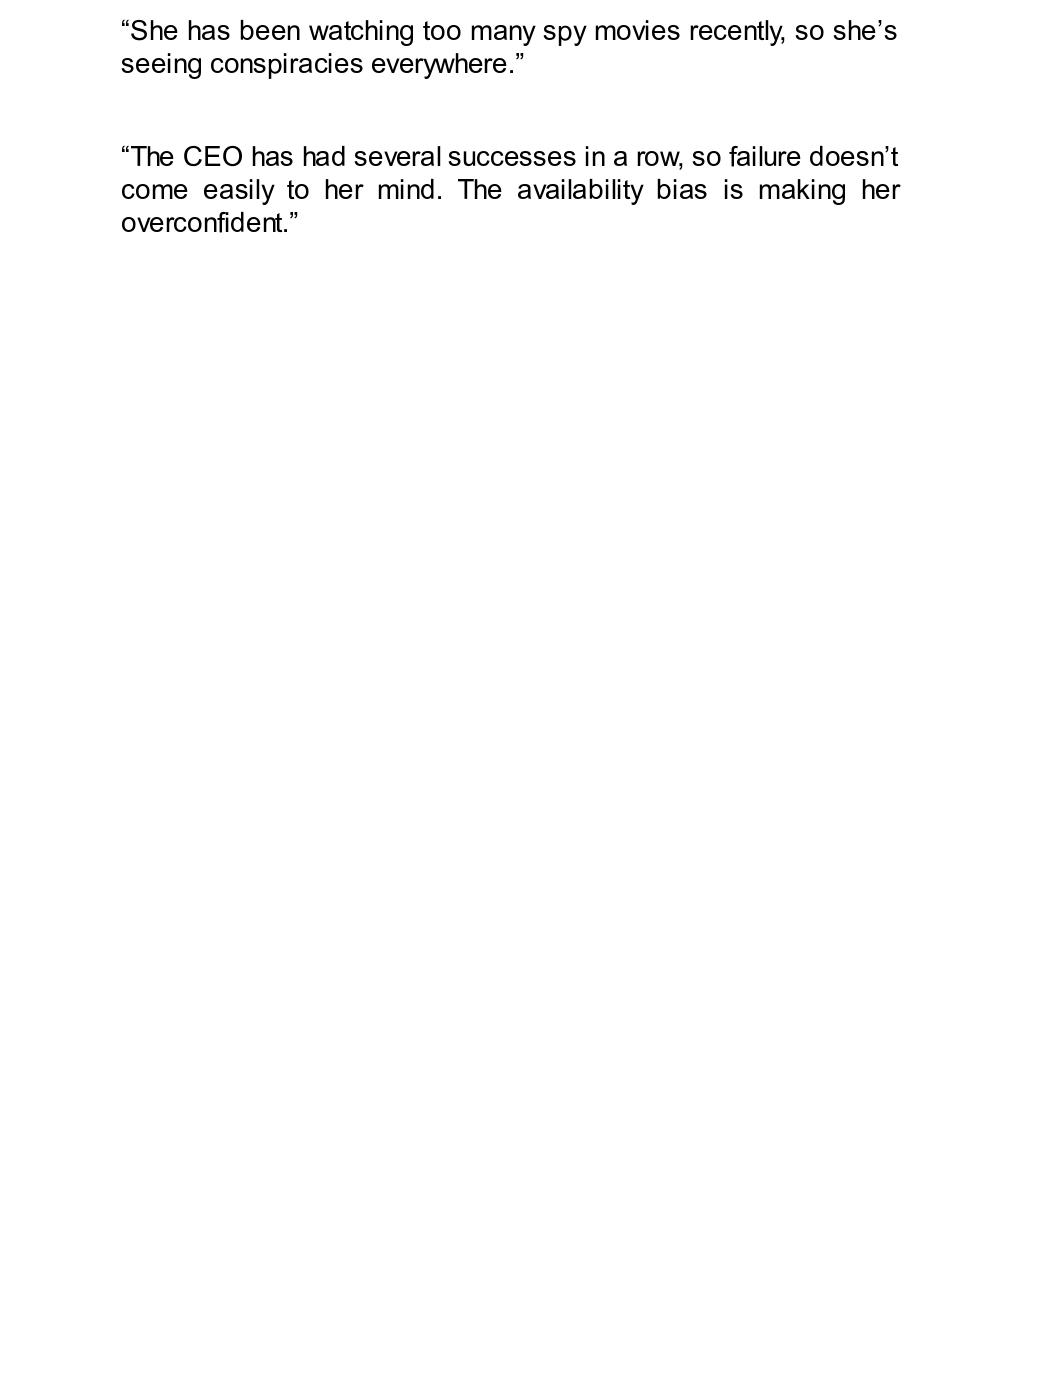 “She has been watching too many spy movies recently, so she’s
seeing conspiracies everywhere.”
“The CEO has had several successes in a row, so failure doesn’t
come easily to her mind. The availability bias is making her
overconfident.”